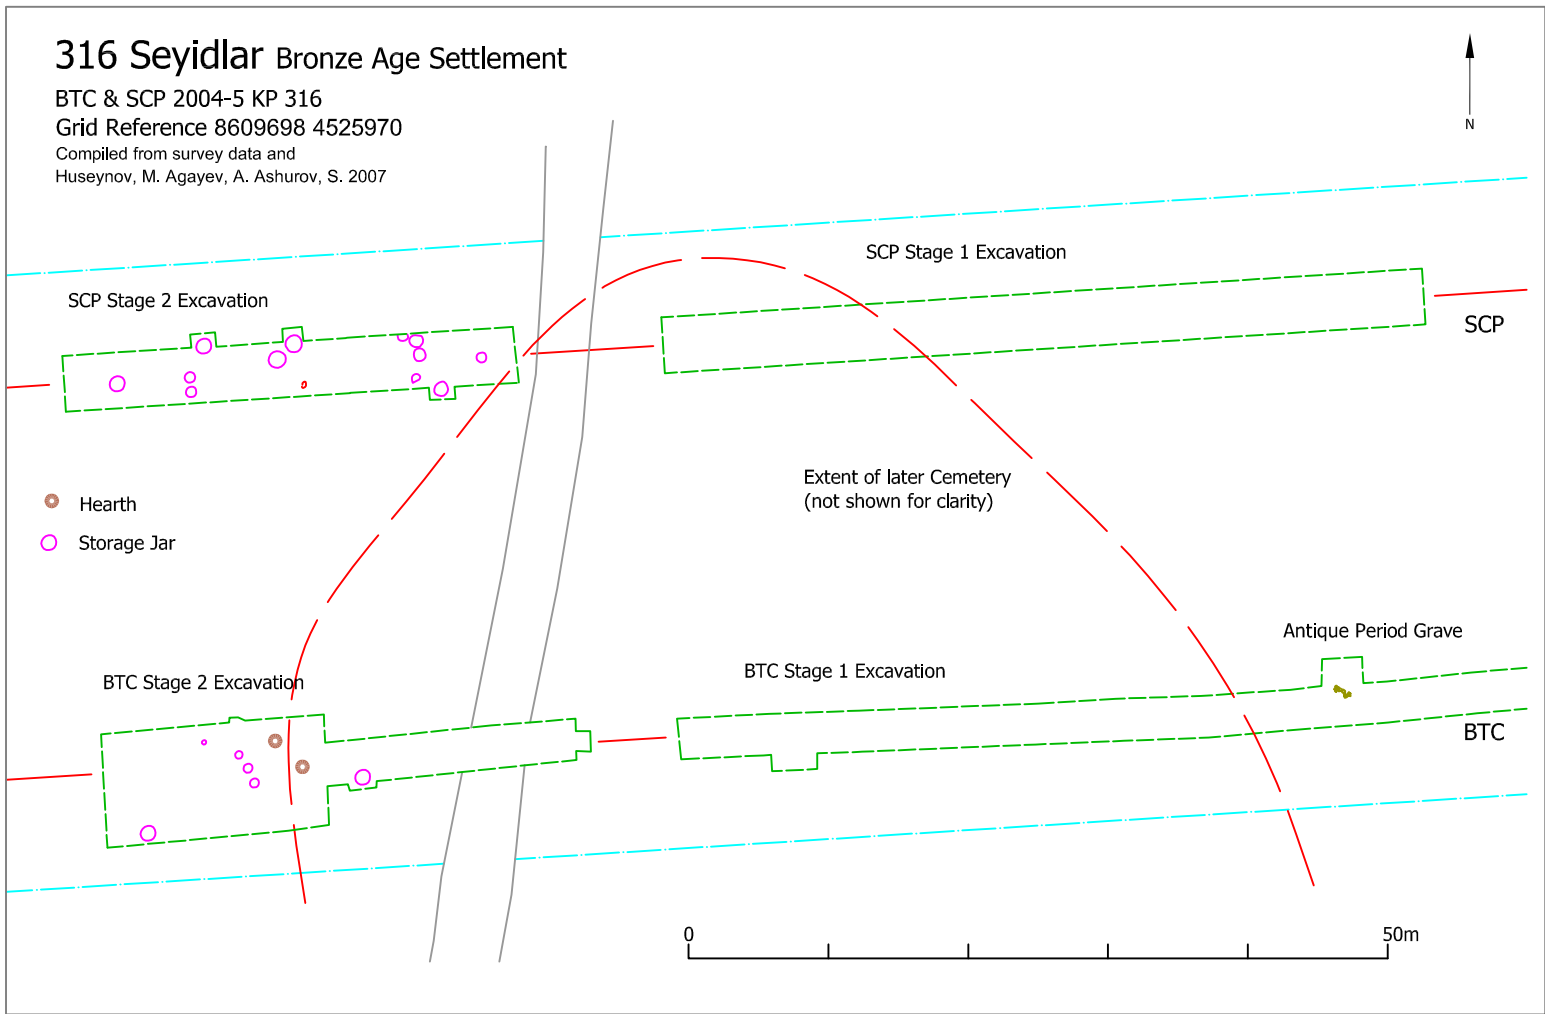 316 Seyidlar Bronze Age Settlement
BTC & SCP 2004-5 KP 316
Grid Reference 8609698 4525970
Compiled from survey data and
Huseynov, M. Agayev, A. Ashurov, S. 2007
N
SCP Stage 1 Excavation
SCP Stage 2 Excavation
SCP
Extent of later Cemetery
(not shown for clarity)
Hearth
Storage Jar
Antique Period Grave
BTC Stage 1 Excavation
BTC Stage 2 Excavation
BTC
0
50m